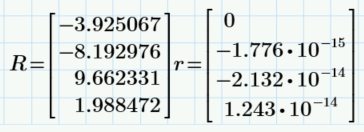 R = [ −3.925067 −8.192976 9.662331 1.988472 ] r = [ 0 −1.776•10⁻¹⁵ −2.132•10⁻¹⁴ 1.243•10⁻¹⁴ ]